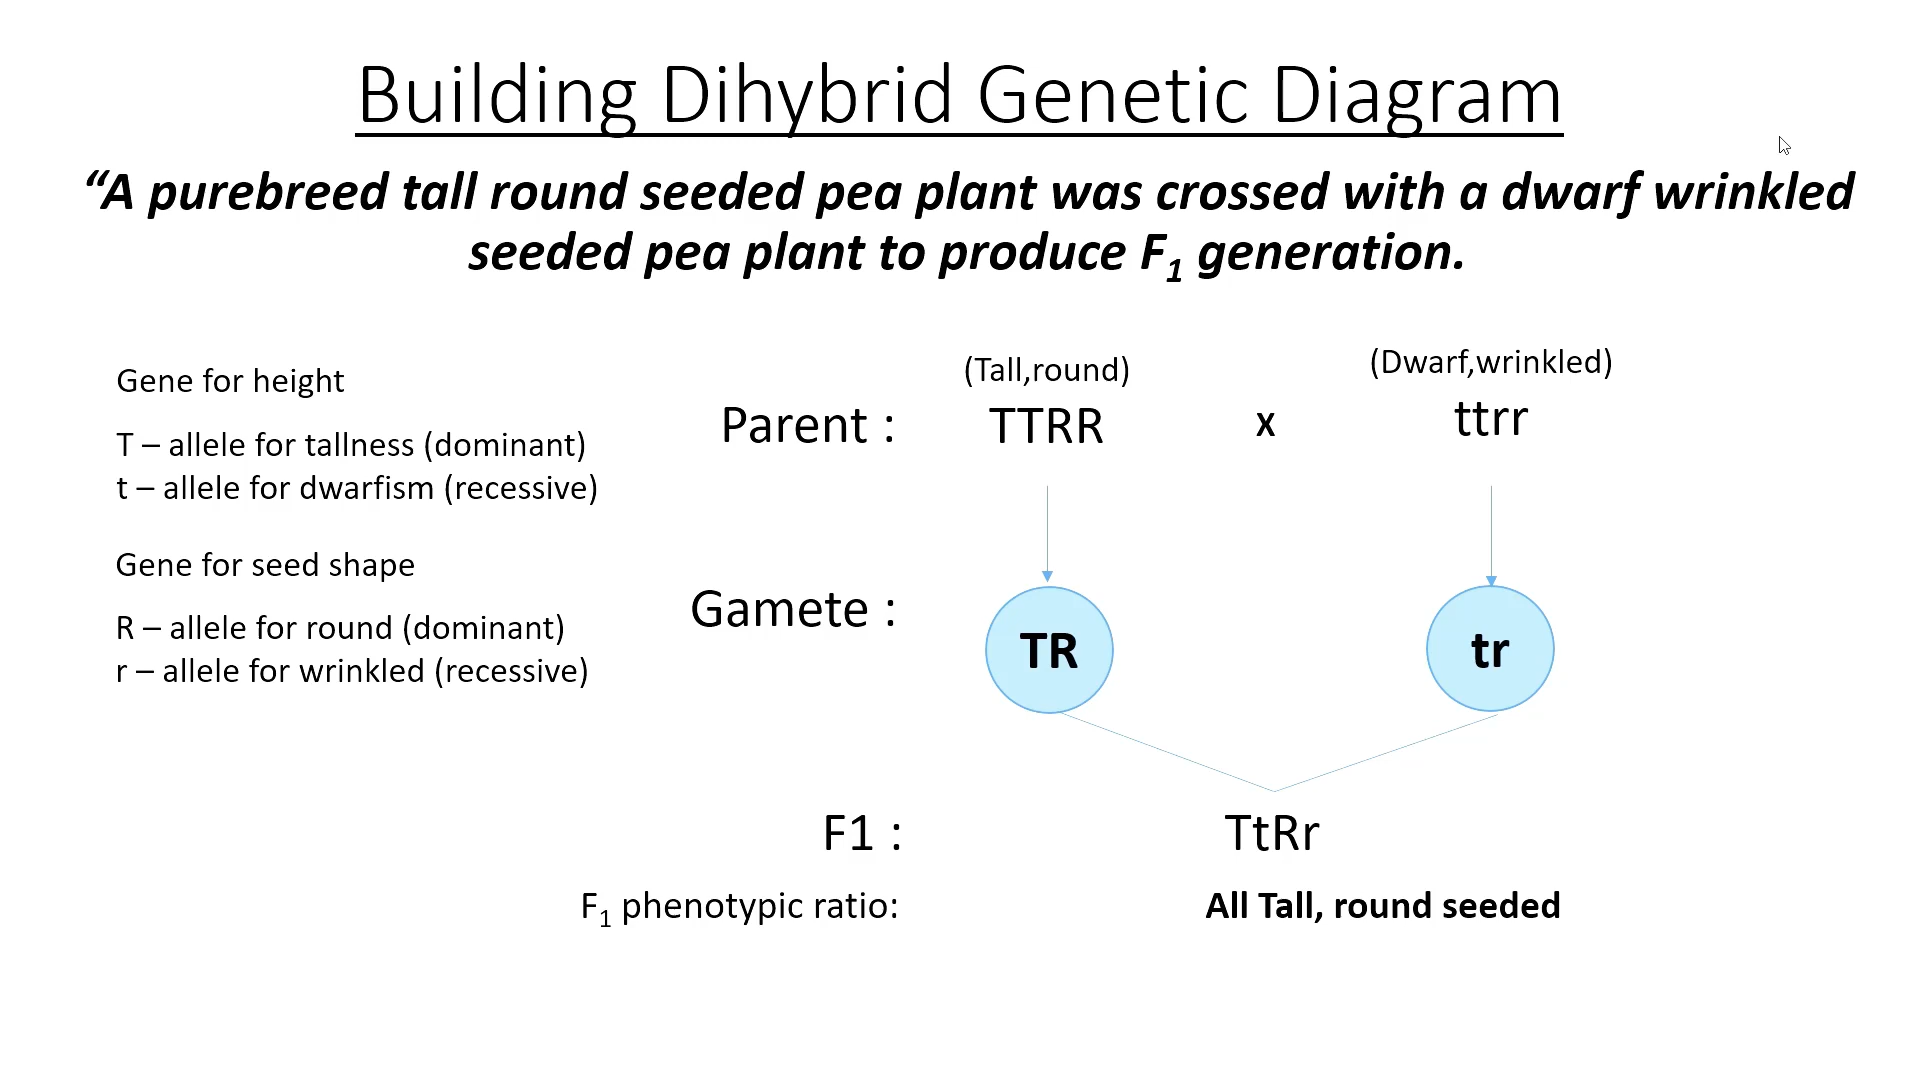 Building Dihybrid Genetic Diagram
“A purebreed tall round seeded pea plant was crossed with a dwarf wrinkled
seeded pea plant to produce F1 generation.
Gene for height
T – allele for tallness (dominant)
t – allele for dwarfism (recessive)
Gene for seed shape
R – allele for round (dominant)
r – allele for wrinkled (recessive)
(Tall,round) (Dwarf,wrinkled)
Parent : TTRR x ttrr
Gamete : TR tr
F1 : TtRr
F1 phenotypic ratio: All Tall, round seeded